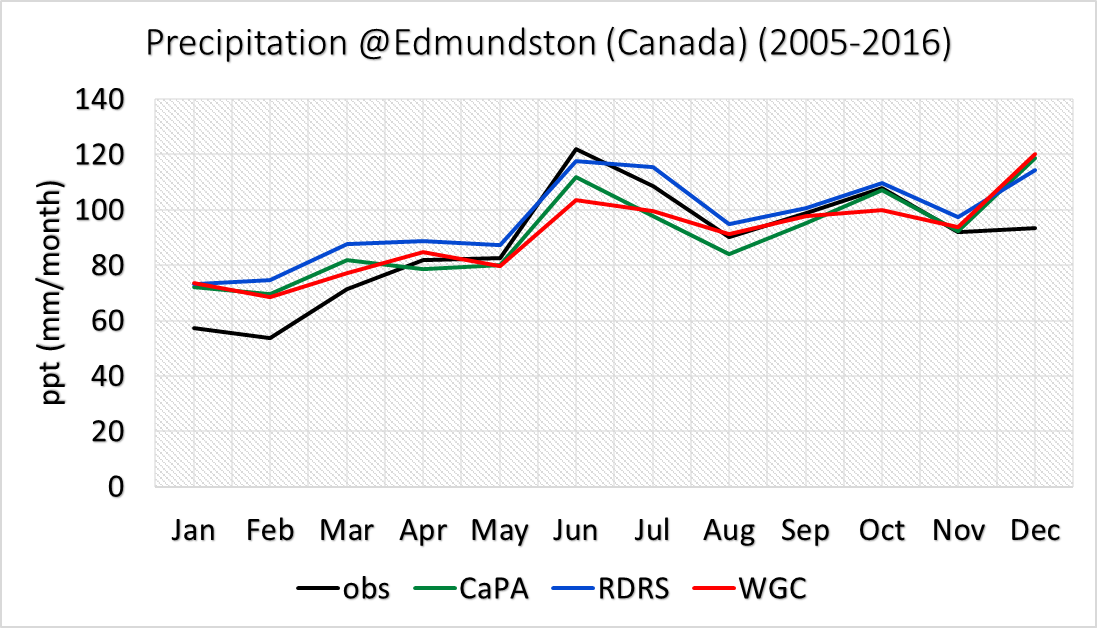 Precipitation @Edmundston (Canada) (2005-2016)
ppt (mm/month)
140
120
100
80
60
40
20
0
Jan Feb Mar Apr May Jun Jul Aug Sep Oct Nov Dec
obs CaPA RDRS WGC